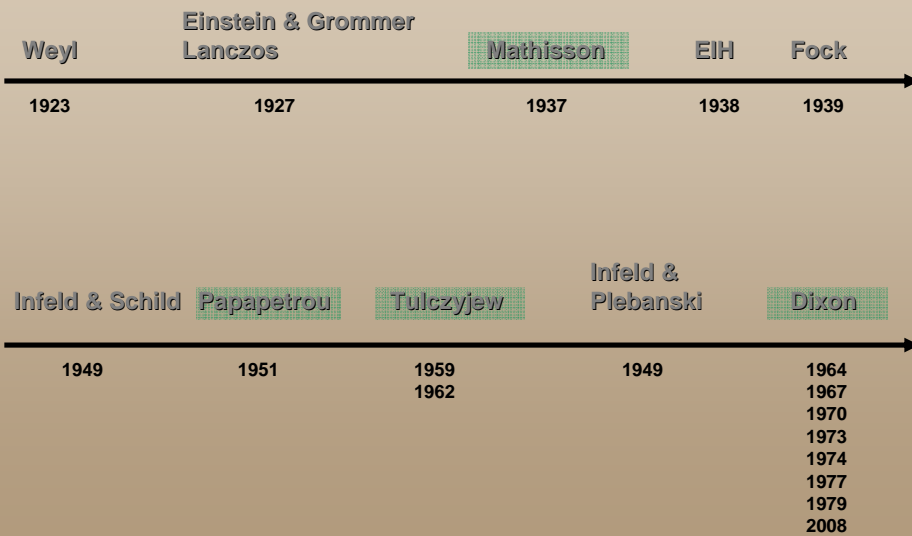 Einstein & Grommer
Weyl Lanczos Mathisson EIH Fock
1923 1927 1937 1938 1939
Infeld &
Infeld & Schild Papapetrou Tulczyjew Plebanski Dixon
1949 1951 1959 1949 1964
1962 1967
1970
1973
1974
1977
1979
2008